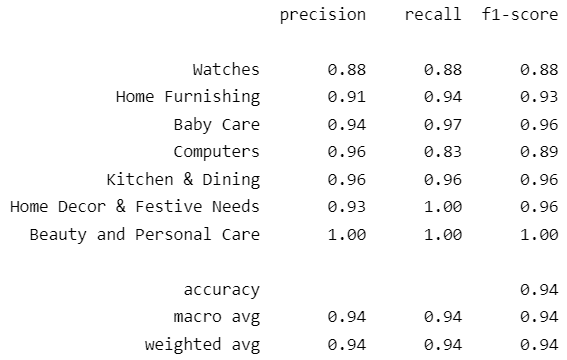 precision recall f1-score
Watches 0.88 0.88 0.88
Home Furnishing 0.91 0.94 0.93
Baby Care 0.94 0.97 0.96
Computers 0.96 0.83 0.89
Kitchen & Dining 0.96 0.96 0.96
Home Decor & Festive Needs 0.93 1.00 0.96
Beauty and Personal Care 1.00 1.00 1.00
accuracy 0.94
macro avg 0.94 0.94 0.94
weighted avg 0.94 0.94 0.94